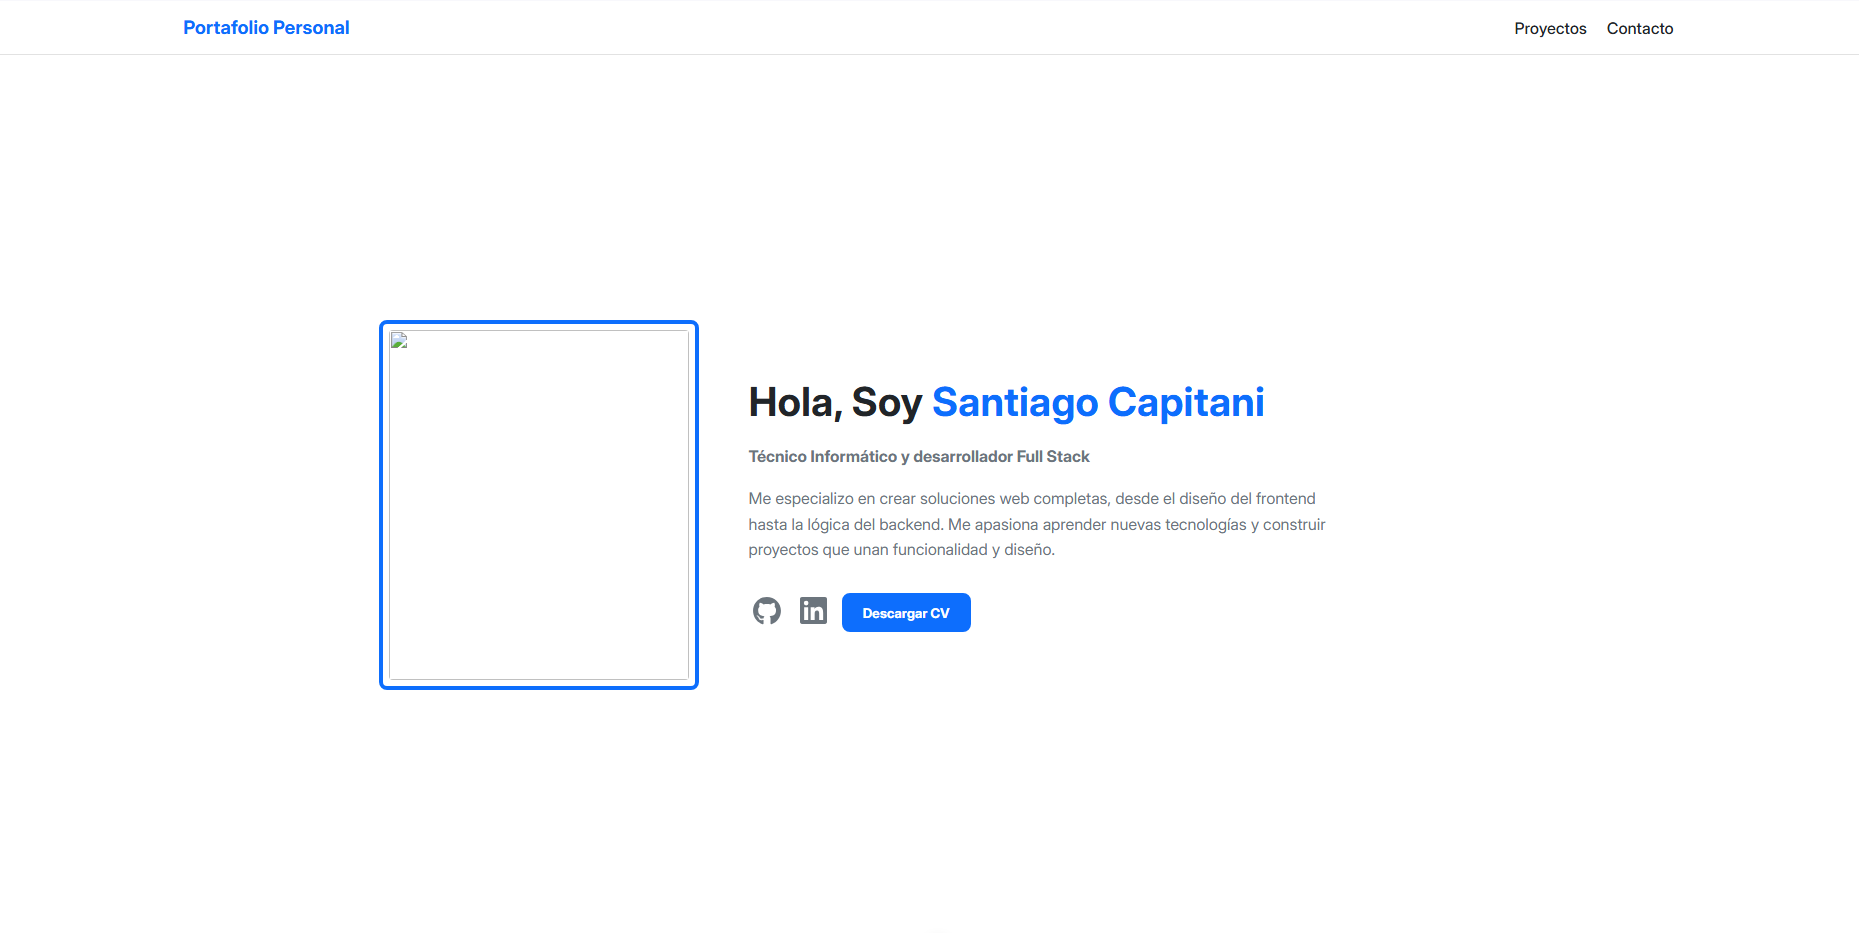 Portafolio Personal
Proyectos
Contacto
Hola, Soy Santiago Capitani
Técnico Informático y desarrollador Full Stack
Me especializo en crear soluciones web completas, desde el diseño del frontend
hasta la lógica del backend. Me apasiona aprender nuevas tecnologías y construir
proyectos que unan funcionalidad y diseño.
in
Descargar CV